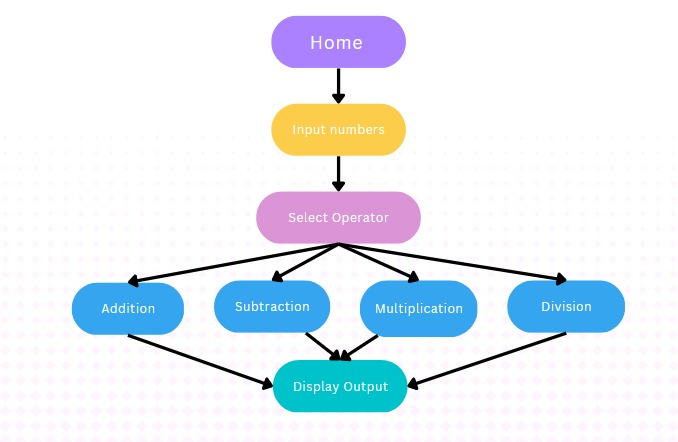 Home
Input numbers
Select Operator
Addition
Subtraction
Multiplication
Division
Display Output